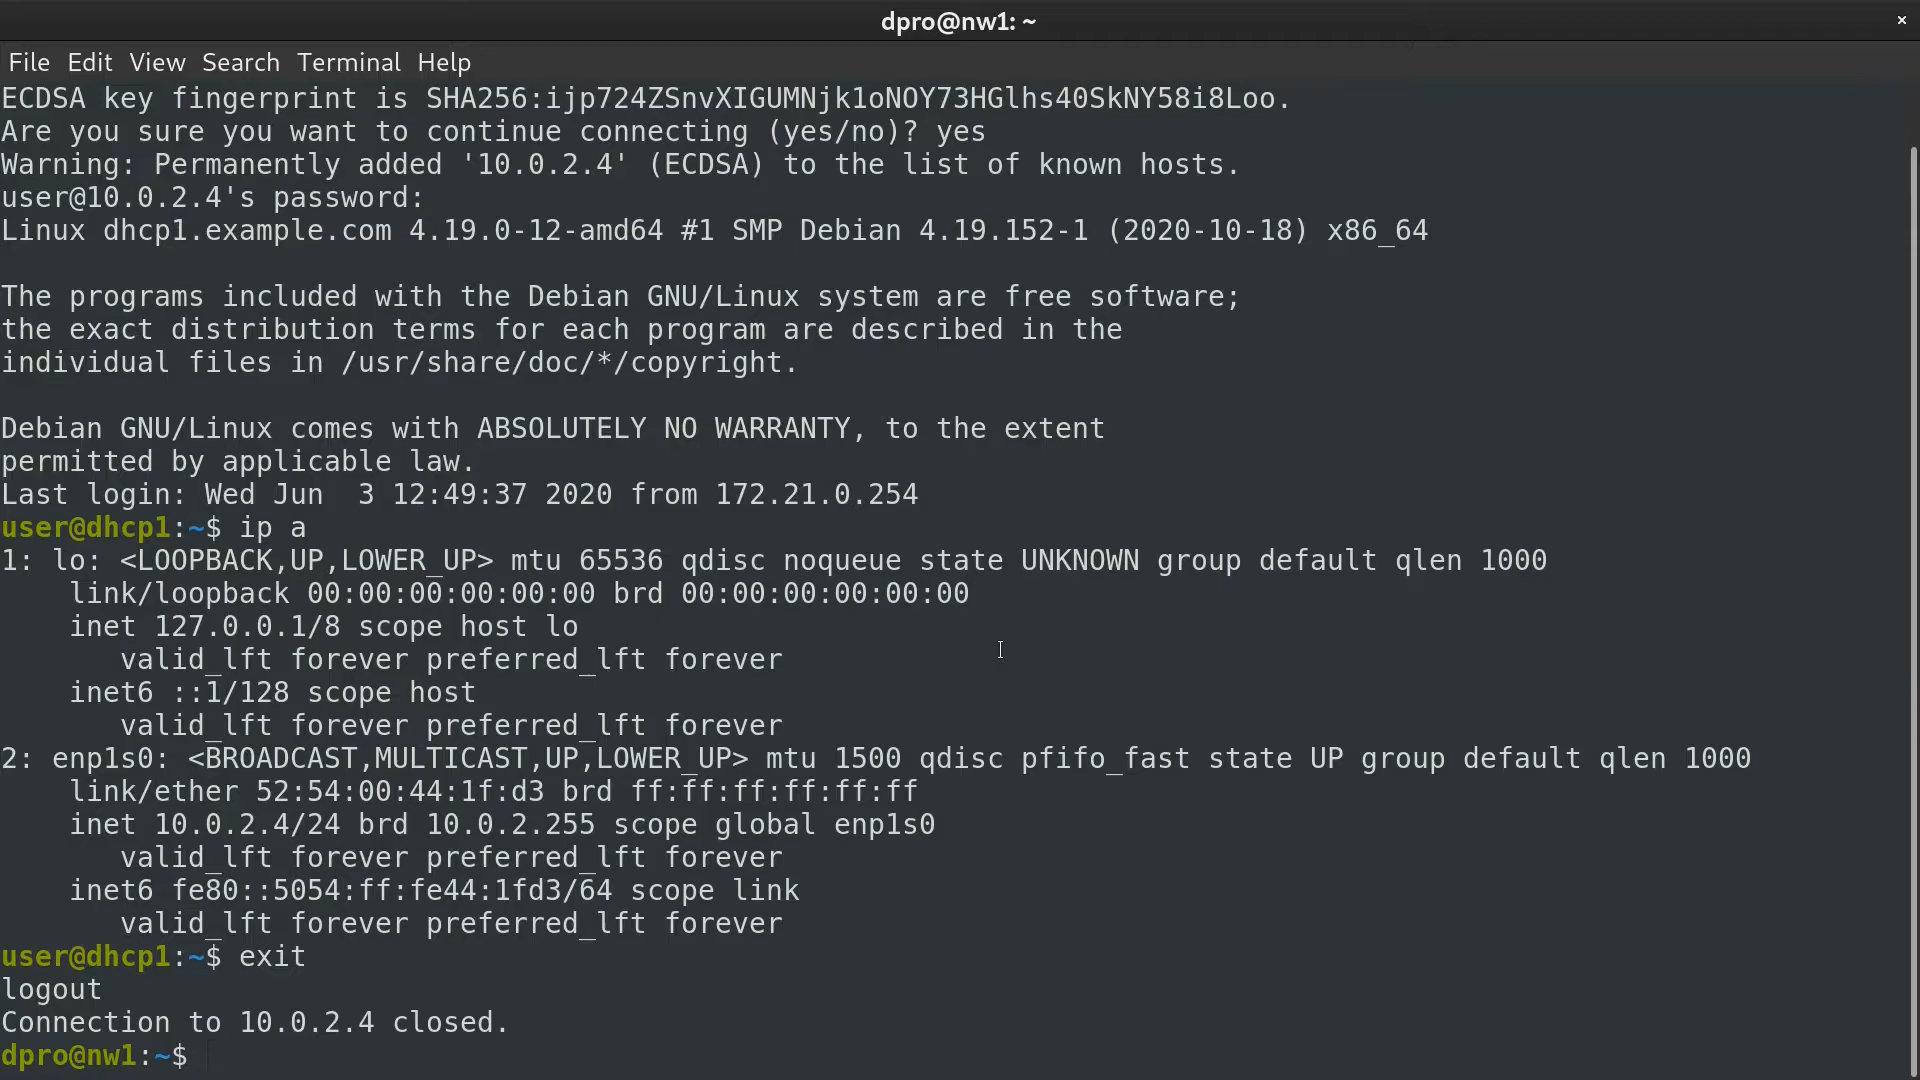 dpro@nw1: ~
×
File Edit View Search Terminal Help
ECDSA key fingerprint is SHA256:ijp724ZSnvXIGUMNjk1oNOY73HGlhs40SkNY58i8Loo.
Are you sure you want to continue connecting (yes/no)? yes
Warning: Permanently added '10.0.2.4' (ECDSA) to the list of known hosts.
user@10.0.2.4's password:
Linux dhcp1.example.com 4.19.0-12-amd64 #1 SMP Debian 4.19.152-1 (2020-10-18) x86_64

The programs included with the Debian GNU/Linux system are free software;
the exact distribution terms for each program are described in the
individual files in /usr/share/doc/*/copyright.

Debian GNU/Linux comes with ABSOLUTELY NO WARRANTY, to the extent
permitted by applicable law.
Last login: Wed Jun  3 12:49:37 2020 from 172.21.0.254
user@dhcp1:~$ ip a
1: lo: <LOOPBACK,UP,LOWER_UP> mtu 65536 qdisc noqueue state UNKNOWN group default qlen 1000
    link/loopback 00:00:00:00:00:00 brd 00:00:00:00:00:00
    inet 127.0.0.1/8 scope host lo
       valid_lft forever preferred_lft forever
    inet6 ::1/128 scope host
       valid_lft forever preferred_lft forever
2: enp1s0: <BROADCAST,MULTICAST,UP,LOWER_UP> mtu 1500 qdisc pfifo_fast state UP group default qlen 1000
    link/ether 52:54:00:44:1f:d3 brd ff:ff:ff:ff:ff:ff
    inet 10.0.2.4/24 brd 10.0.2.255 scope global enp1s0
       valid_lft forever preferred_lft forever
    inet6 fe80::5054:ff:fe44:1fd3/64 scope link
       valid_lft forever preferred_lft forever
user@dhcp1:~$ exit
logout
Connection to 10.0.2.4 closed.
dpro@nw1:~$